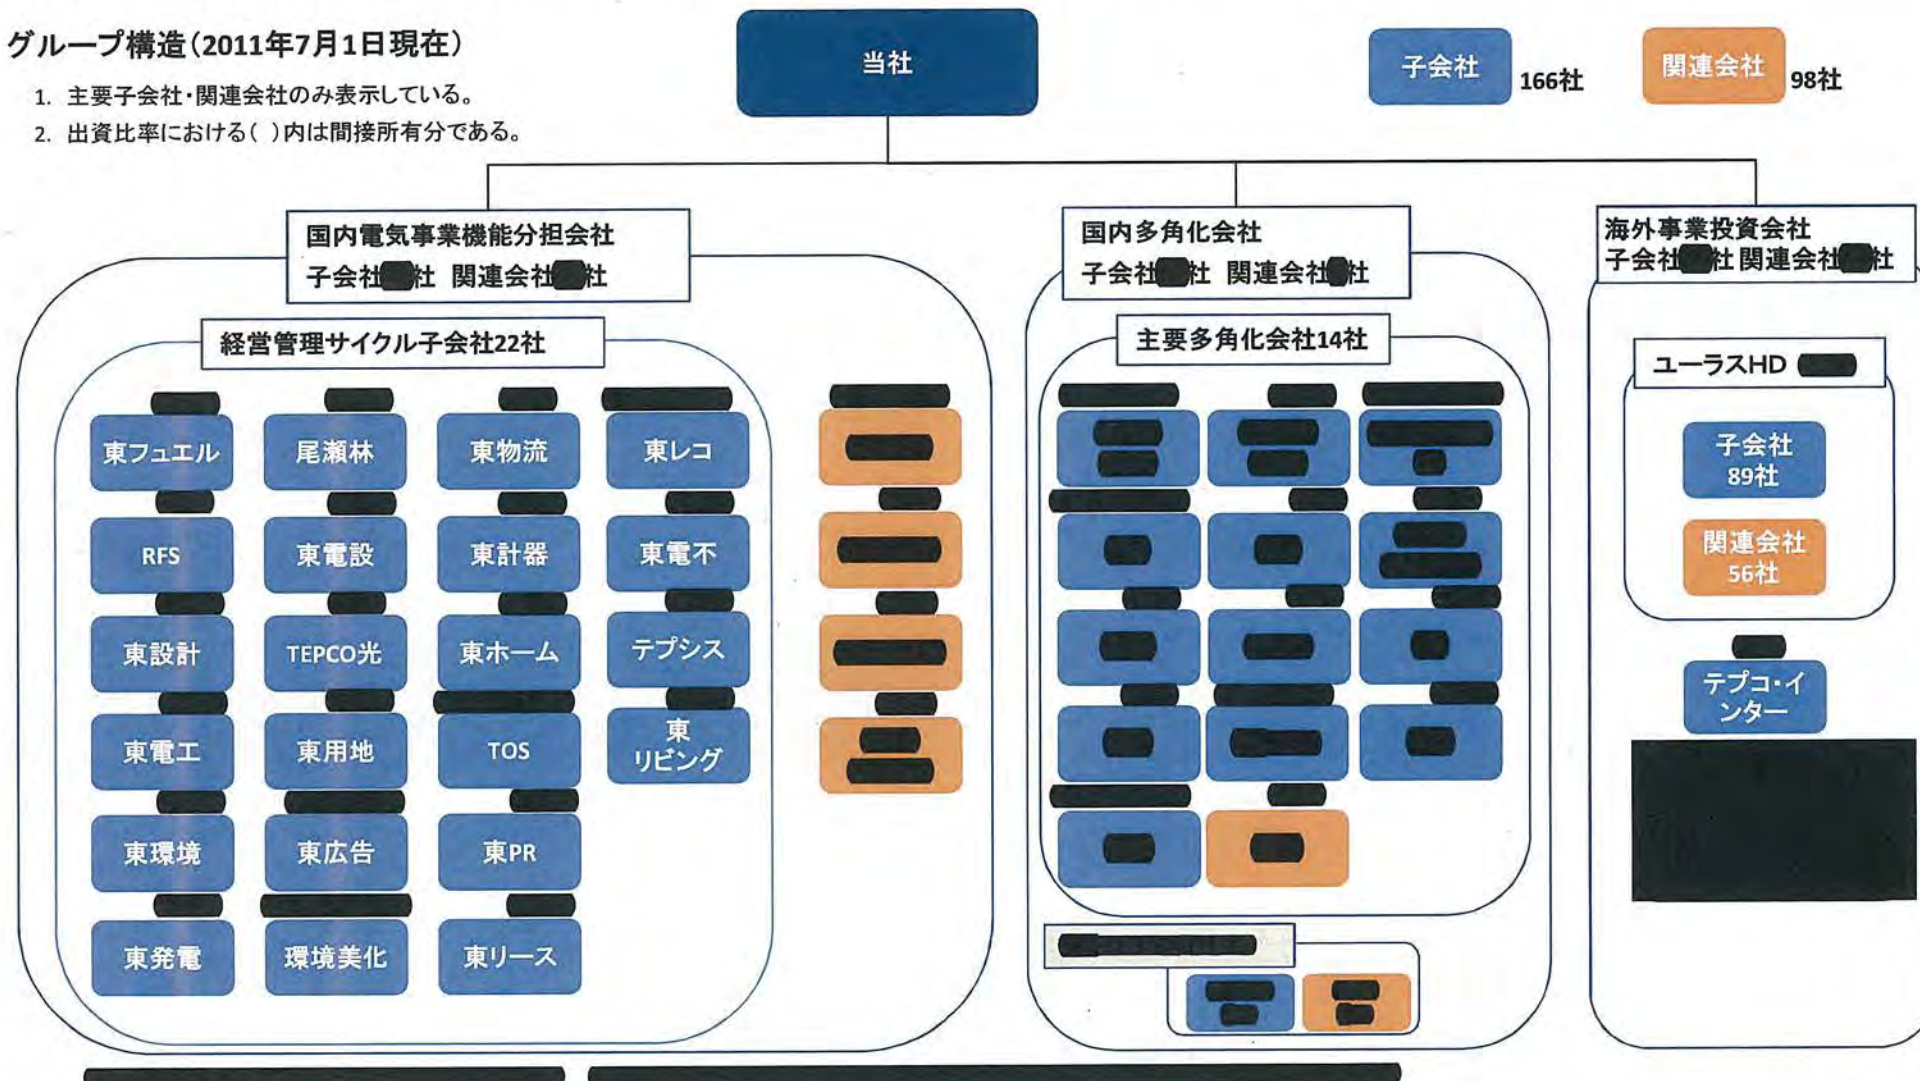 グループ構造(2011年7月1日現在)
1. 主要子会社・関連会社のみ表示している。
2. 出資比率における( )内は間接所有分である。
当社
子会社 166社
関連会社 98社
国内電気事業機能分担会社
子会社 社 関連会社 社
経営管理サイクル子会社22社
東フュエル
尾瀬林
東物流
東レコ
RFS
東電設
東計器
東電不
東設計
TEPCO光
東ホーム
テプシス
東電工
東用地
TOS
東
リビング
東環境
東広告
東PR
東発電
環境美化
東リース
国内多角化会社
子会社 社 関連会社 社
主要多角化会社14社
海外事業投資会社
子会社 社 関連会社 社
ユーラスHD
子会社
89社
関連会社
56社
テプコ・イ
ンター